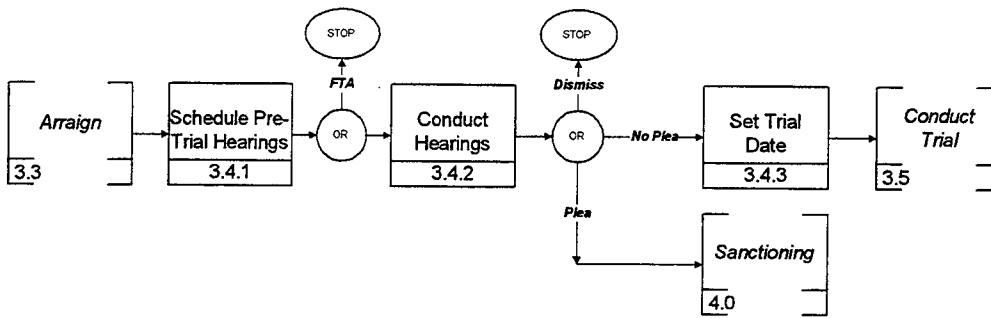 STOP
STOP
FTA
Dismiss
Arraign
3.3
Schedule Pre-
Trial Hearings
3.4.1
OR
Conduct
Hearings
3.4.2
OR
No Plea
Set Trial
Date
3.4.3
Conduct
Trial
3.5
Plea
Sanctioning
4.0